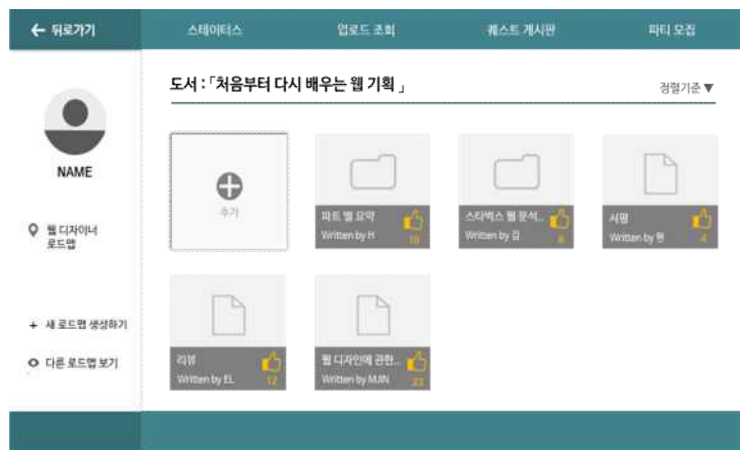 뒤로가기
스테이터스
업로드 조회
퀘스트 게시판
파티 모집
도서 : 「처음부터 다시 배우는 웹 기획 」
정렬기준 ▼
NAME
웹 디자이너
로드맵
+ 새 로드맵 생성하기
다른 로드맵 보기
추가
파트 별 요약
Written by H
10
스타벅스 웹 분석..
Written by 김
서평
Written by
4
리뷰
Written by EL
12
웹 디자인에 관한..
Written by MJIN